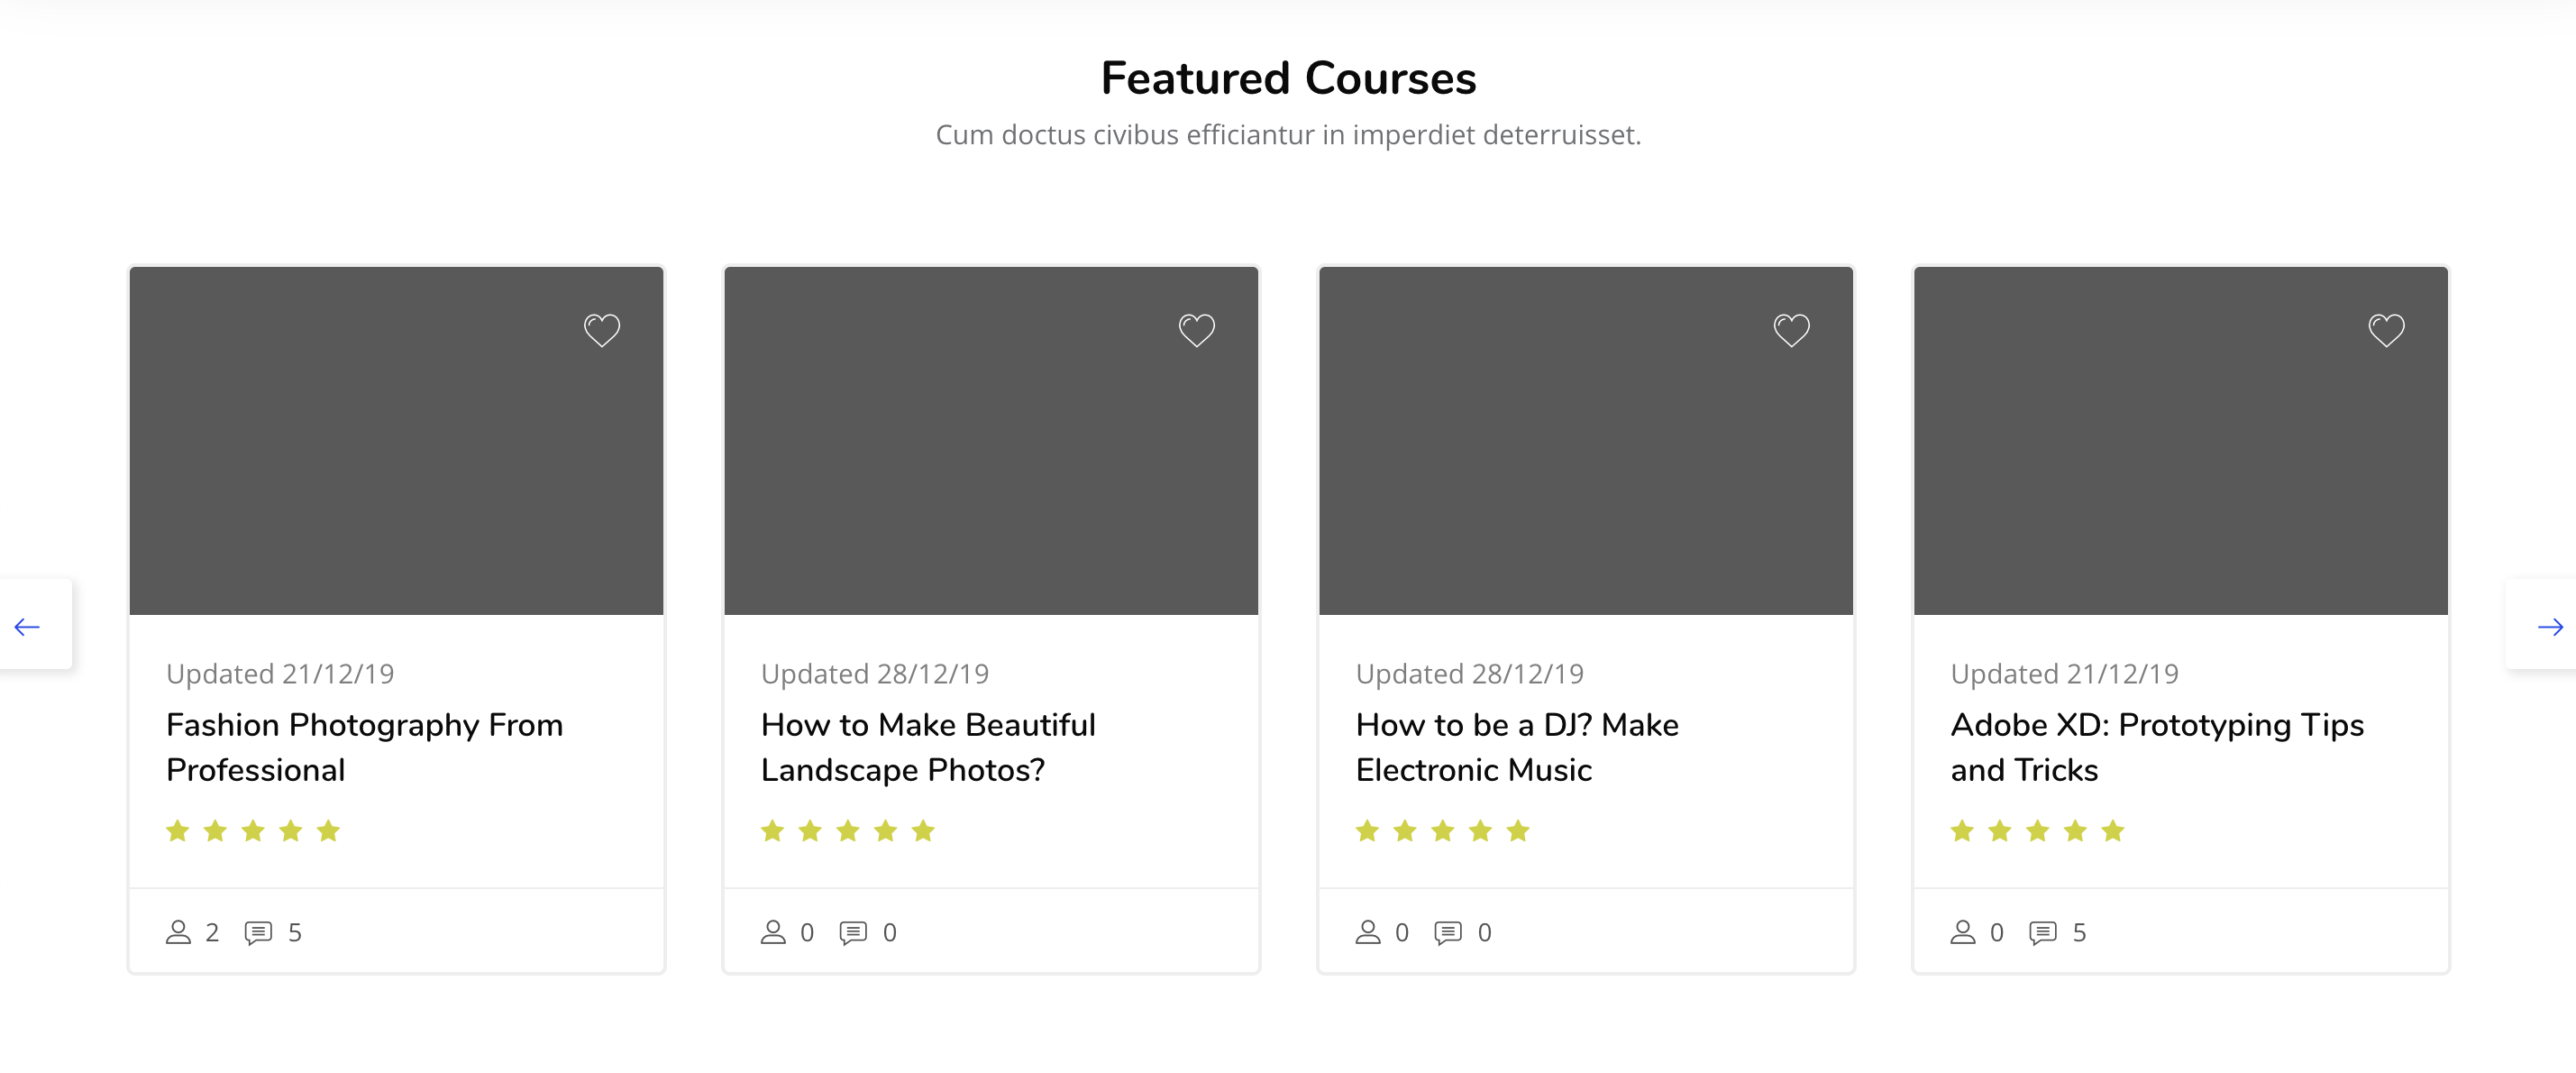 Featured Courses
Cum doctus civibus efficiantur in imperdiet deterruisset.
Updated 21/12/19
Fashion Photography From
Professional
2 5
Updated 28/12/19
How to Make Beautiful
Landscape Photos?
0 0
Updated 28/12/19
How to be a DJ? Make
Electronic Music
0 0
Updated 21/12/19
Adobe XD: Prototyping Tips
and Tricks
0 5